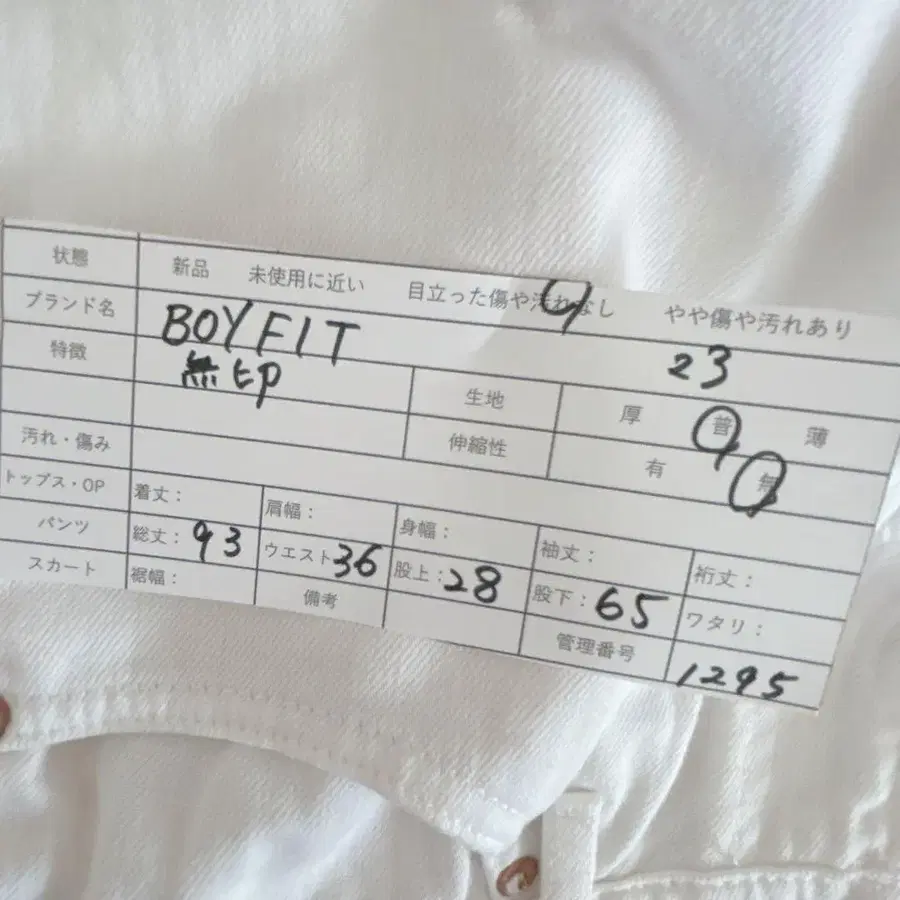 状態 新品 未使用に近い 目立った傷や汚れなし やや傷や汚れあり
ブランド名 BOY FIT 23
特徴 無印 生地 厚 普 薄
汚れ・傷み 伸縮性 有 無
トップス・OP 着丈： 肩幅： 身幅： 袖丈： 裄丈：
パンツ 総丈：93 ウエスト36 股上：28 股下：65 ワタリ：
スカート 裾幅： 備考 管理番号 1295